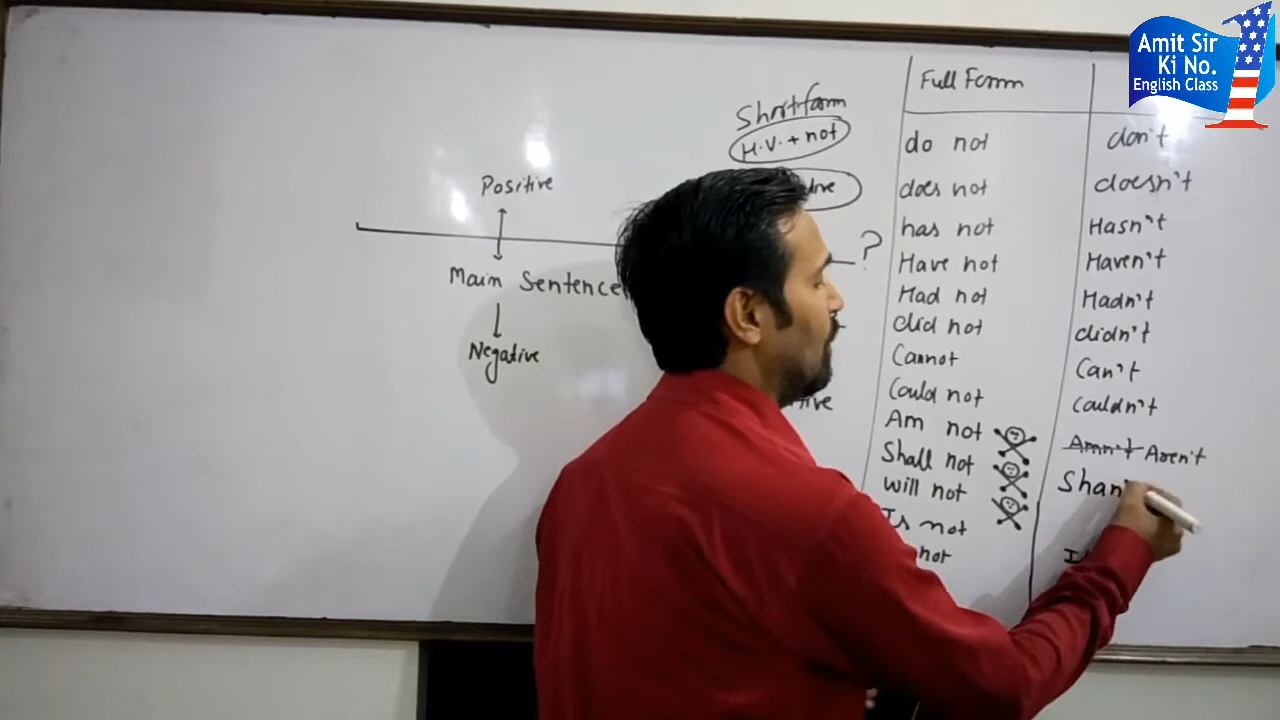 Amit Sir
Ki No. 1
English Class
Full Form
Short form
H.V. + not
do not don't
does not doesn't
has not Hasn't
Have not Haven't
Had not Hadn't
did not didn't
Cannot Can't
Could not Couldn't
Am not Amn't Aren't
Shall not Shan'
will not
Is not
not
Positive
Main Sentence
Negative
?